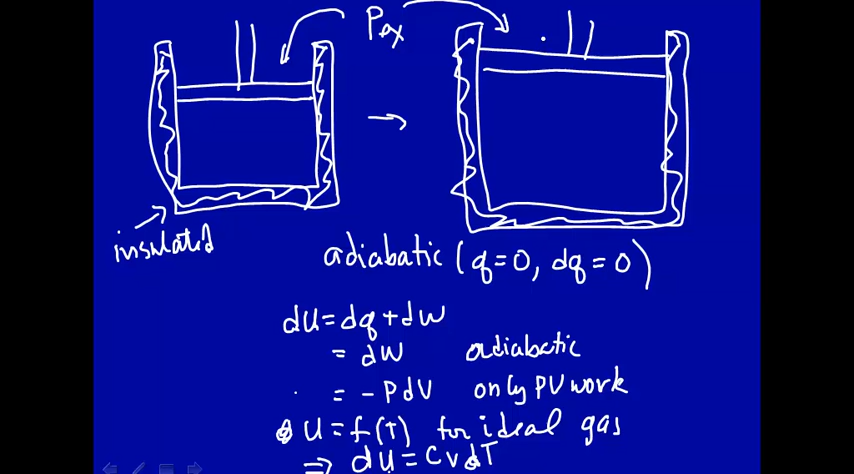 Pex
insulated
adiabatic (q=0, dq=0)
dU=dq+dW
= dW adiabatic
= -PdV only PV work
U=f(T) for ideal gas
⇒ dU=CvdT